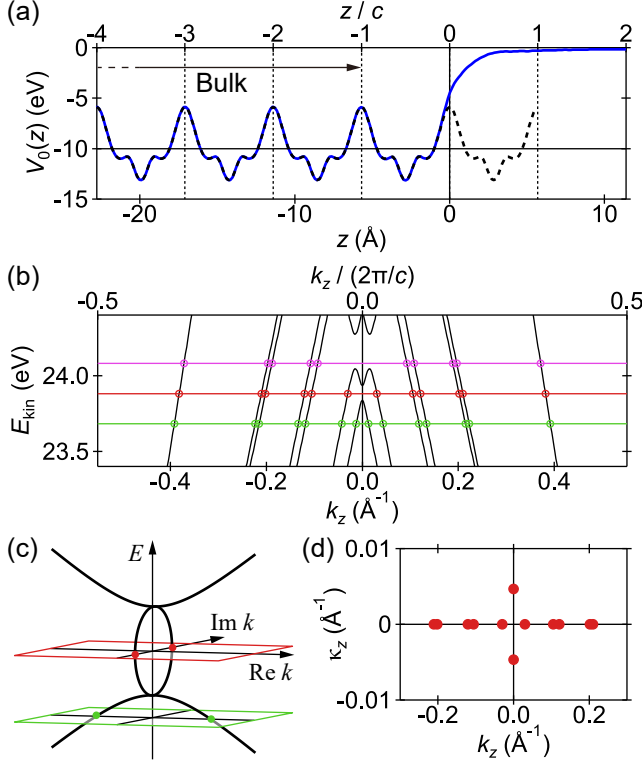 (a)
z / c
-4 -3 -2 -1 0 1 2
0
-5
-10
-15
V0(z) (eV)
Bulk
-20 -10 0 10
z (Å)
(b)
kz / (2π/c)
-0.5 0.0 0.5
24.0
23.5
Ekin (eV)
-0.4 -0.2 0.0 0.2 0.4
kz (Å-1)
(c)
E
Im k
Re k
(d)
0.01
0.0
-0.01
κz (Å-1)
-0.2 0.0 0.2
kz (Å-1)